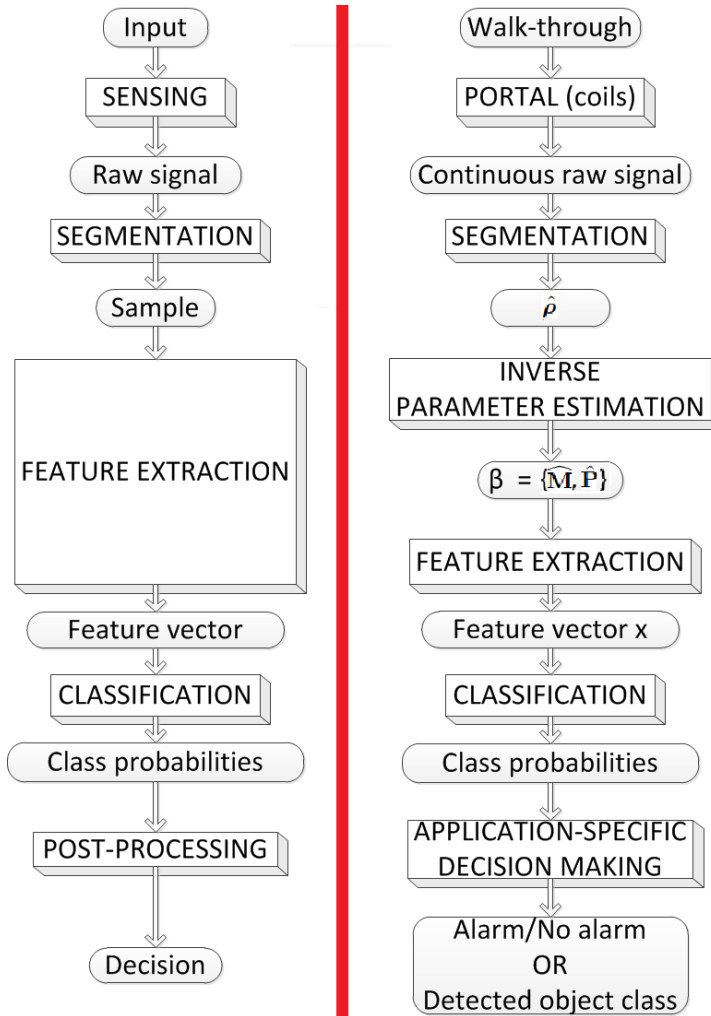 Input
SENSING
Raw signal
SEGMENTATION
Sample
FEATURE EXTRACTION
Feature vector
CLASSIFICATION
Class probabilities
POST-PROCESSING
Decision
Walk-through
PORTAL (coils)
Continuous raw signal
SEGMENTATION
ρ̂
INVERSE
PARAMETER ESTIMATION
β = {M̂, P̂}
FEATURE EXTRACTION
Feature vector x
CLASSIFICATION
Class probabilities
APPLICATION-SPECIFIC
DECISION MAKING
Alarm/No alarm
OR
Detected object class